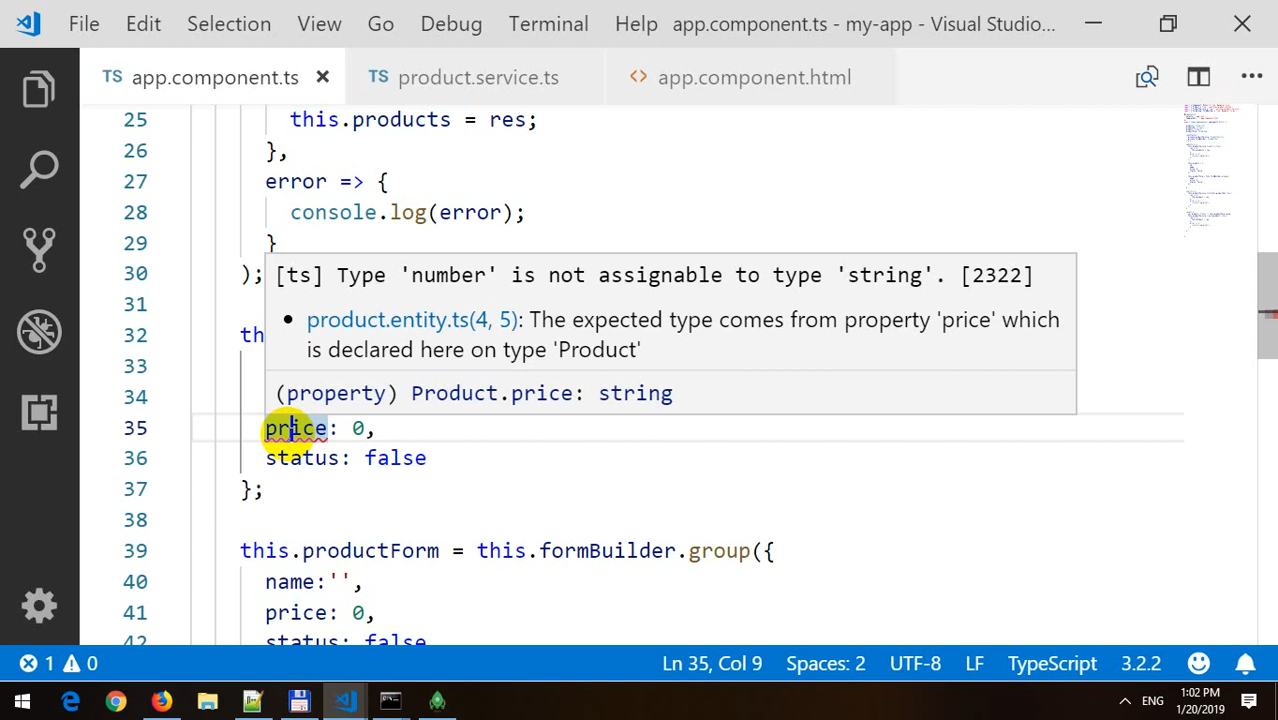 File Edit Selection View Go Debug Terminal Help app.component.ts - my-app - Visual Studio...
TS app.component.ts × TS product.service.ts <> app.component.html ...
25 this.products = res;
26 },
27 error => {
28 console.log(error);
29 }
[ts] Type 'number' is not assignable to type 'string'. [2322]
30 );
• product.entity.ts(4, 5): The expected type comes from property 'price' which
31
32 th
is declared here on type 'Product'
33
34
(property) Product.price: string
35 price: 0,
36 status: false
37 };
38
39 this.productForm = this.formBuilder.group({
40 name:'',
41 price: 0,
42 status: false
1 0 Ln 35, Col 9 Spaces: 2 UTF-8 LF TypeScript 3.2.2
ENG 1:02 PM
1/20/2019